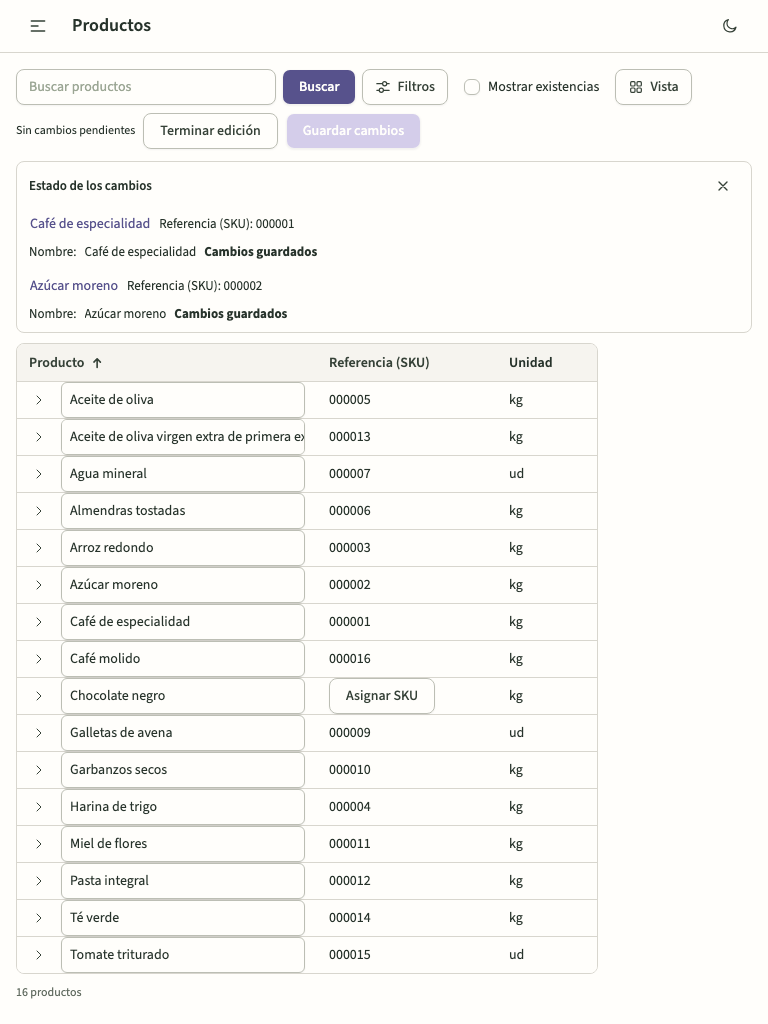 Productos
Buscar productos
Buscar
Filtros
Mostrar existencias
Vista
Sin cambios pendientes
Terminar edición
Guardar cambios
Estado de los cambios
Café de especialidad Referencia (SKU): 000001
Nombre: Café de especialidad Cambios guardados
Azúcar moreno Referencia (SKU): 000002
Nombre: Azúcar moreno Cambios guardados
Producto Referencia (SKU) Unidad
Aceite de oliva 000005 kg
Aceite de oliva virgen extra de primera ex 000013 kg
Agua mineral 000007 ud
Almendras tostadas 000006 kg
Arroz redondo 000003 kg
Azúcar moreno 000002 kg
Café de especialidad 000001 kg
Café molido 000016 kg
Chocolate negro Asignar SKU kg
Galletas de avena 000009 ud
Garbanzos secos 000010 kg
Harina de trigo 000004 kg
Miel de flores 000011 kg
Pasta integral 000012 kg
Té verde 000014 kg
Tomate triturado 000015 ud
16 productos